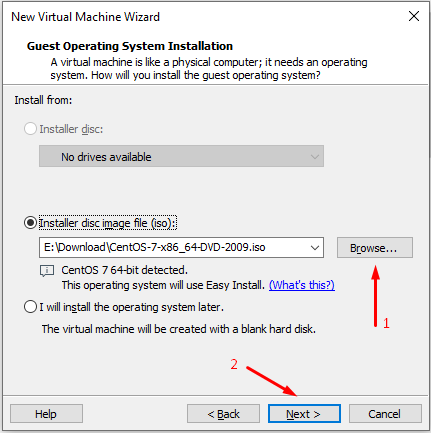 New Virtual Machine Wizard
Guest Operating System Installation
A virtual machine is like a physical computer; it needs an operating
system. How will you install the guest operating system?
Install from:
Installer disc:
No drives available
Installer disc image file (iso):
E:\Download\CentOS-7-x86_64-DVD-2009.iso
Browse...
CentOS 7 64-bit detected.
This operating system will use Easy Install. (What's this?)
1
I will install the operating system later.
The virtual machine will be created with a blank hard disk.
2
Help
< Back
Next >
Cancel